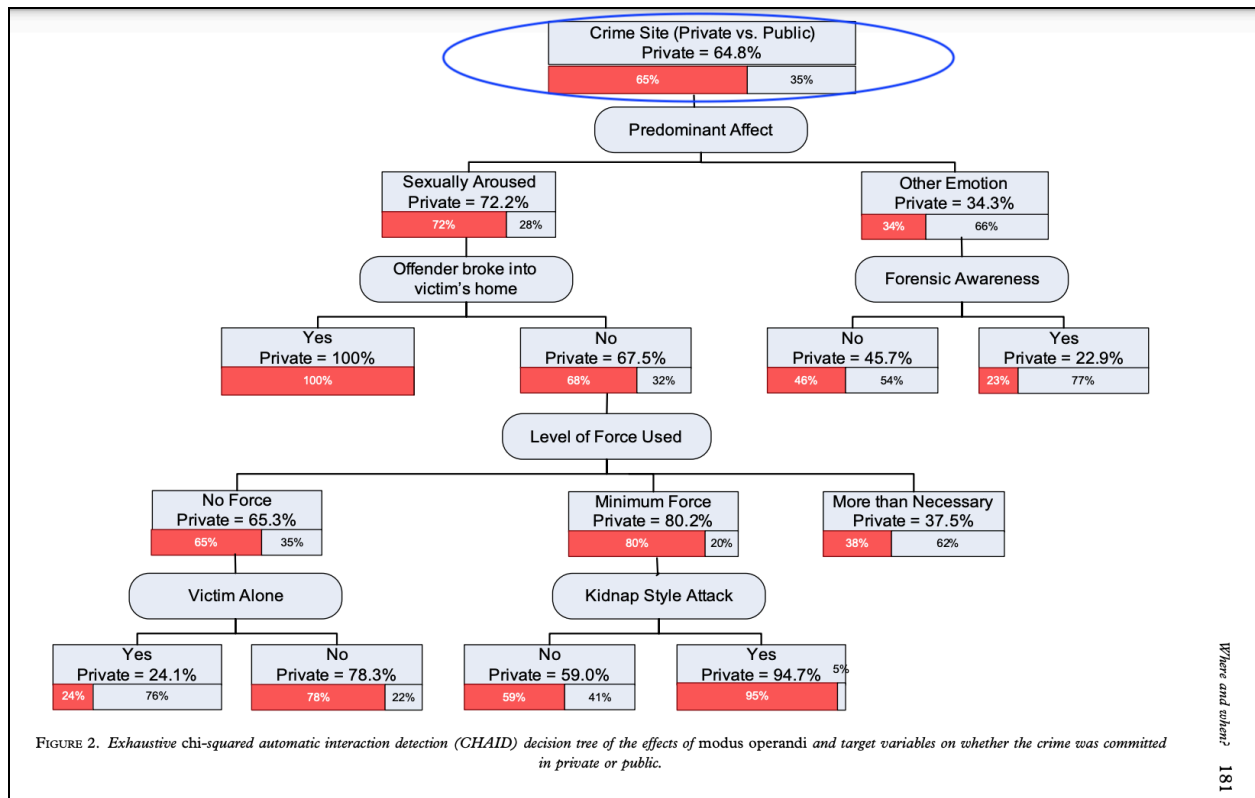 Crime Site (Private vs. Public)
Private = 64.8%
65% 35%
Predominant Affect
Sexually Aroused
Private = 72.2%
72% 28%
Other Emotion
Private = 34.3%
34% 66%
Offender broke into
victim's home
Forensic Awareness
Yes
Private = 100%
100%
No
Private = 67.5%
68% 32%
No
Private = 45.7%
46% 54%
Yes
Private = 22.9%
23% 77%
Level of Force Used
No Force
Private = 65.3%
65% 35%
Minimum Force
Private = 80.2%
80% 20%
More than Necessary
Private = 37.5%
38% 62%
Victim Alone
Kidnap Style Attack
Yes
Private = 24.1%
24% 76%
No
Private = 78.3%
78% 22%
No
Private = 59.0%
59% 41%
Yes
Private = 94.7%
95% 5%
FIGURE 2. Exhaustive chi-squared automatic interaction detection (CHAID) decision tree of the effects of modus operandi and target variables on whether the crime was committed
in private or public.
Where and when? 181